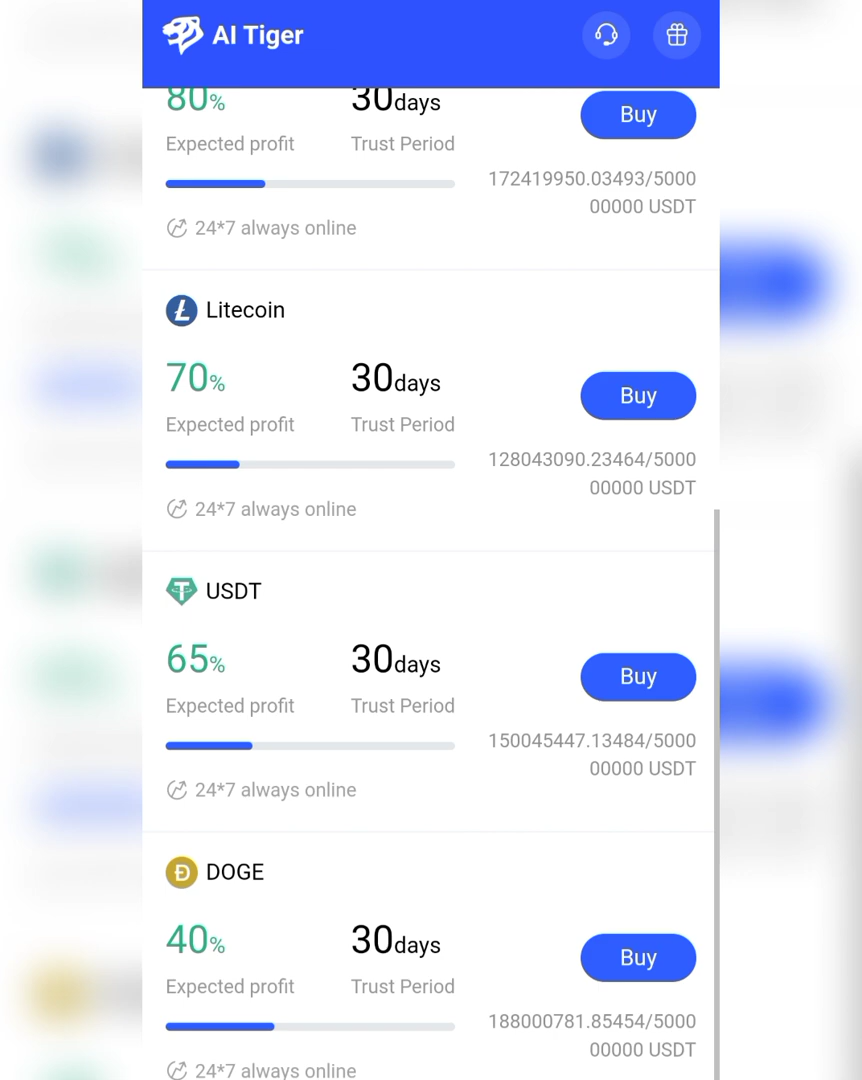 AI Tiger
80%
30days
Buy
Expected profit
Trust Period
172419950.03493/5000
00000 USDT
24*7 always online
Litecoin
70%
30days
Buy
Expected profit
Trust Period
128043090.23464/5000
00000 USDT
24*7 always online
USDT
65%
30days
Buy
Expected profit
Trust Period
150045447.13484/5000
00000 USDT
24*7 always online
DOGE
40%
30days
Buy
Expected profit
Trust Period
188000781.85454/5000
00000 USDT
24*7 always online